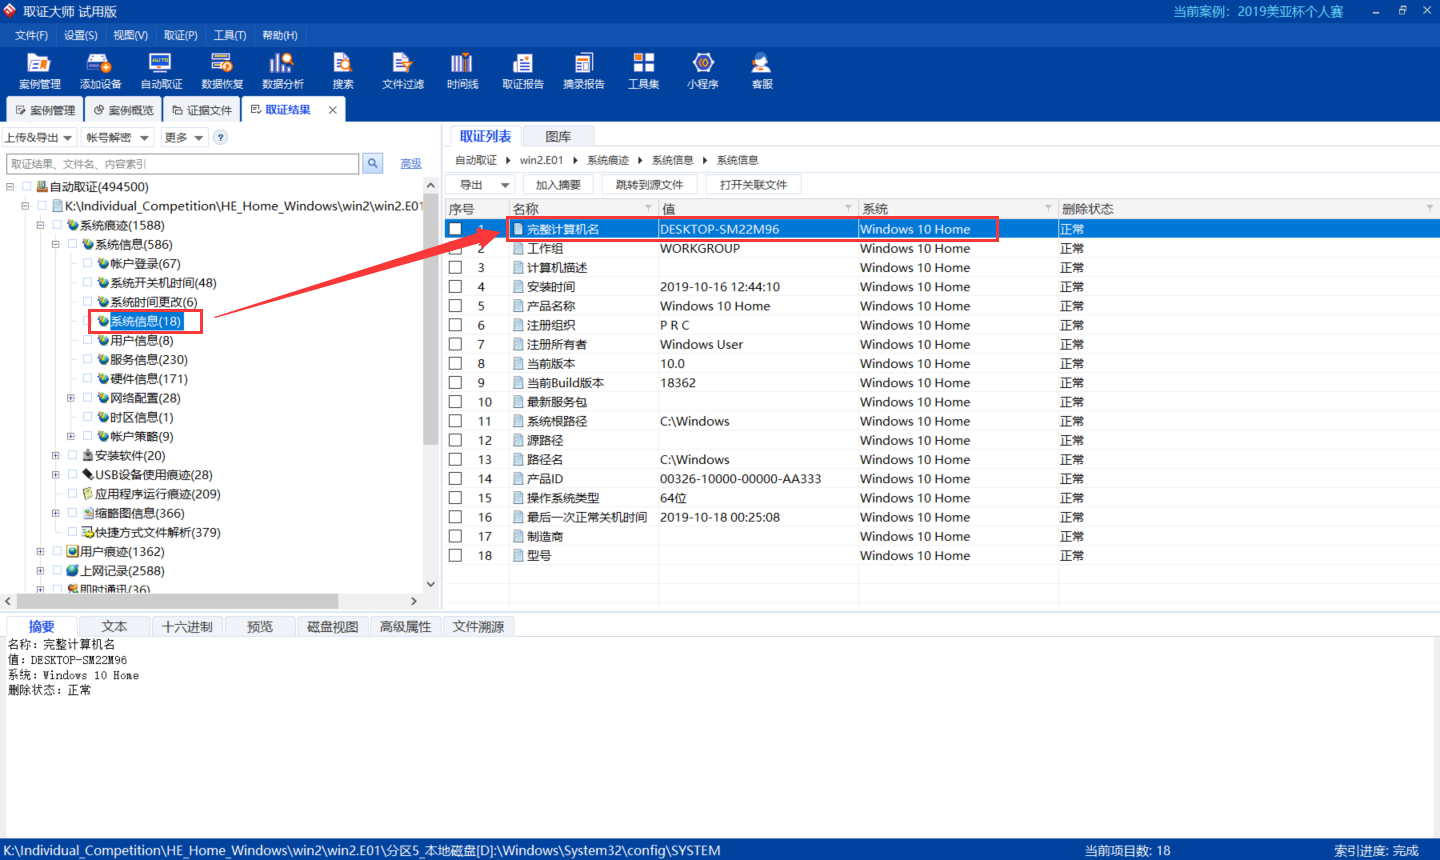 取证大师 试用版 当前案例：2019美亚杯个人赛
文件(F) 设置(S) 视图(V) 取证(P) 工具(T) 帮助(H)
案例管理 添加设备 自动取证 数据恢复 数据分析 搜索 文件过滤 时间线 取证报告 摘录报告 工具集 小程序 客服
案例管理 案例概览 证据文件 取证结果
上传&导出 帐号解密 更多 ?
取证结果、文件名、内容索引 高级
自动取证(494500)
K:\Individual_Competition\HE_Home_Windows\win2\win2.E01
系统痕迹(1588)
系统信息(586)
帐户登录(67)
系统开关机时间(48)
系统时间更改(6)
系统信息(18)
用户信息(8)
服务信息(230)
硬件信息(171)
网络配置(28)
时区信息(1)
帐户策略(9)
安装软件(20)
USB设备使用痕迹(28)
应用程序运行痕迹(209)
缩略图信息(366)
快捷方式文件解析(379)
用户痕迹(1362)
上网记录(2588)
即时通讯(36)
取证列表 图库
自动取证 win2.E01 系统痕迹 系统信息 系统信息
导出 加入摘要 跳转到源文件 打开关联文件
序号 名称 值 系统 删除状态
1 完整计算机名 DESKTOP-SM22M96 Windows 10 Home 正常
2 工作组 WORKGROUP Windows 10 Home 正常
3 计算机描述 Windows 10 Home 正常
4 安装时间 2019-10-16 12:44:10 Windows 10 Home 正常
5 产品名称 Windows 10 Home Windows 10 Home 正常
6 注册组织 P R C Windows 10 Home 正常
7 注册所有者 Windows User Windows 10 Home 正常
8 当前版本 10.0 Windows 10 Home 正常
9 当前Build版本 18362 Windows 10 Home 正常
10 最新服务包 Windows 10 Home 正常
11 系统根路径 C:\Windows Windows 10 Home 正常
12 源路径 Windows 10 Home 正常
13 路径名 C:\Windows Windows 10 Home 正常
14 产品ID 00326-10000-00000-AA333 Windows 10 Home 正常
15 操作系统类型 64位 Windows 10 Home 正常
16 最后一次正常关机时间 2019-10-18 00:25:08 Windows 10 Home 正常
17 制造商 Windows 10 Home 正常
18 型号 Windows 10 Home 正常
摘要 文本 十六进制 预览 磁盘视图 高级属性 文件溯源
名称：完整计算机名
值：DESKTOP-SM22M96
系统：Windows 10 Home
删除状态：正常
K:\Individual_Competition\HE_Home_Windows\win2\win2.E01\分区5_本地磁盘[D]:\Windows\System32\config\SYSTEM 当前项目数: 18 索引进度: 完成